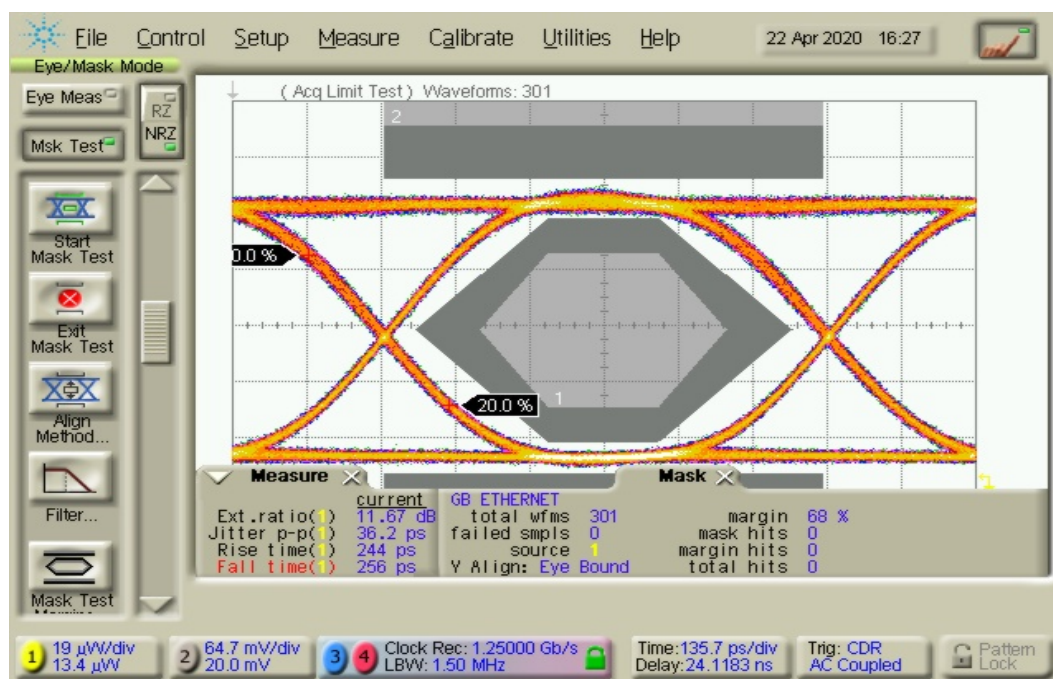 File Control Setup Measure Calibrate Utilities Help 22 Apr 2020 16:27
Eye/Mask Mode
Eye Meas
RZ
NRZ
Msk Test
Start
Mask Test
Exit
Mask Test
Align
Method...
Filter...
Mask Test
( Acq Limit Test ) Waveforms: 301
2
0.0 %
20.0 %
1
Measure
current
Ext.ratio(1) 11.67 dB
Jitter p-p(1) 36.2 ps
Rise time(1) 244 ps
Fall time(1) 256 ps
Mask
GB ETHERNET
total wfms 301 margin 68 %
failed smpls 0 mask hits 0
source 1 margin hits 0
Y Align: Eye Bound total hits 0
1 19 µW/div
13.4 µW
2 64.7 mV/div
20.0 mV
3 4 Clock Rec: 1.25000 Gb/s
LBW: 1.50 MHz
Time:135.7 ps/div
Delay:24.1183 ns
Trig: CDR
AC Coupled
Pattern
Lock